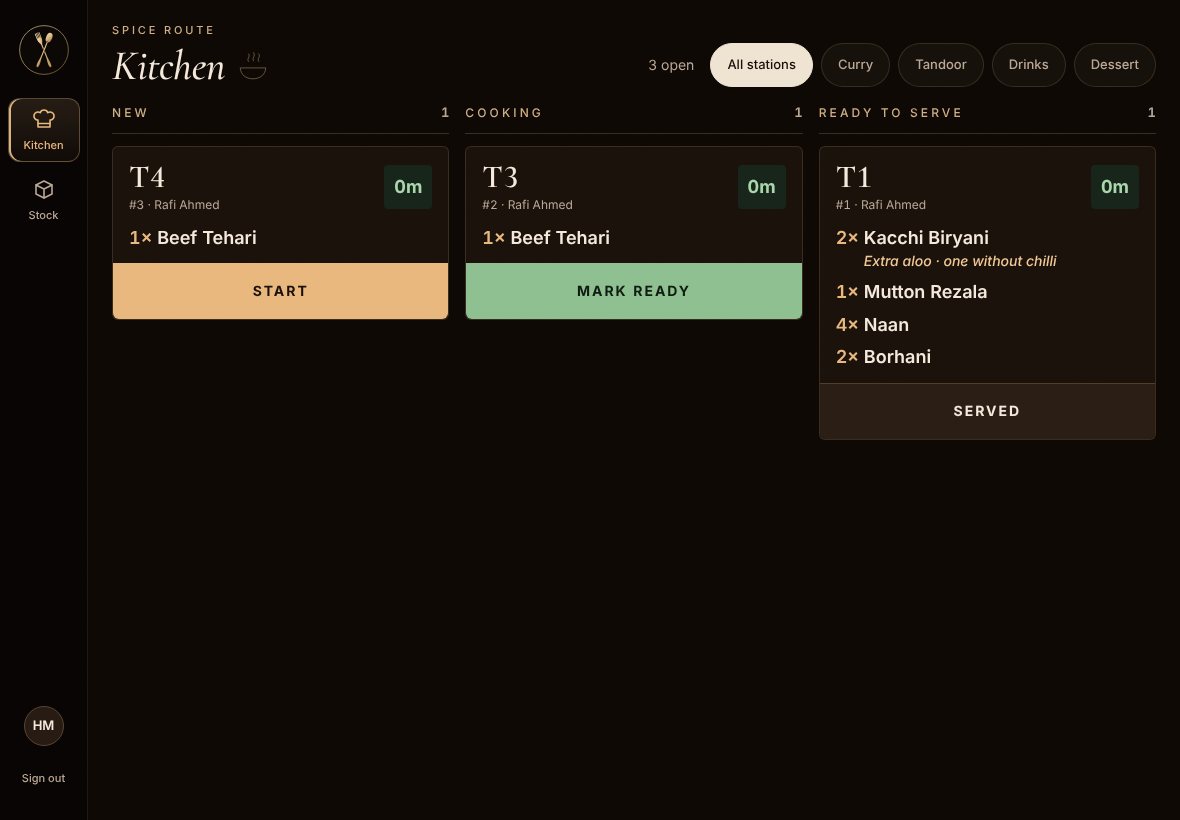 SPICE ROUTE
Kitchen
3 open
All stations
Curry
Tandoor
Drinks
Dessert
Kitchen
Stock
HM
Sign out
NEW 1
T4
0m
#3 · Rafi Ahmed
1× Beef Tehari
START
COOKING 1
T3
0m
#2 · Rafi Ahmed
1× Beef Tehari
MARK READY
READY TO SERVE 1
T1
0m
#1 · Rafi Ahmed
2× Kacchi Biryani
Extra aloo · one without chilli
1× Mutton Rezala
4× Naan
2× Borhani
SERVED